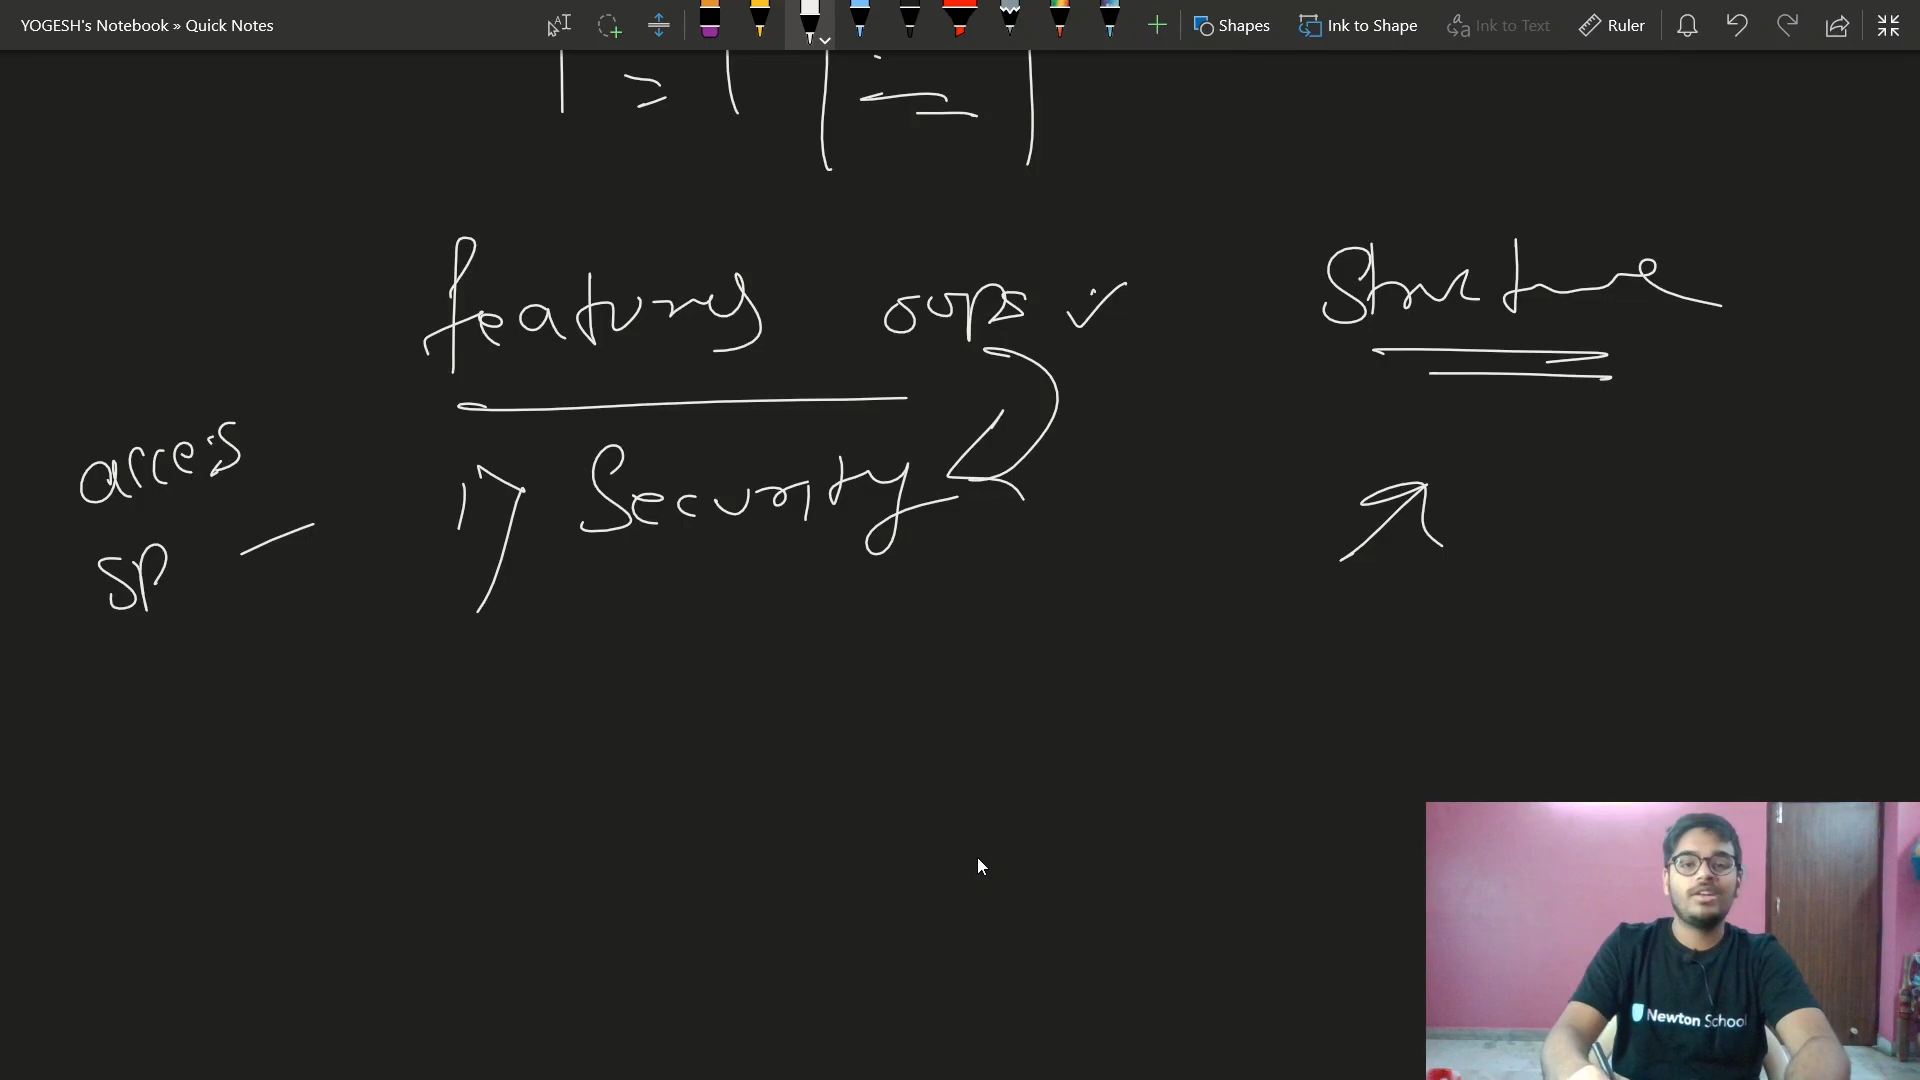 YOGESH's Notebook » Quick Notes
Shapes
Ink to Shape
Ink to Text
Ruler
features oops
Structure
acces
1) Security
SP
Newton School